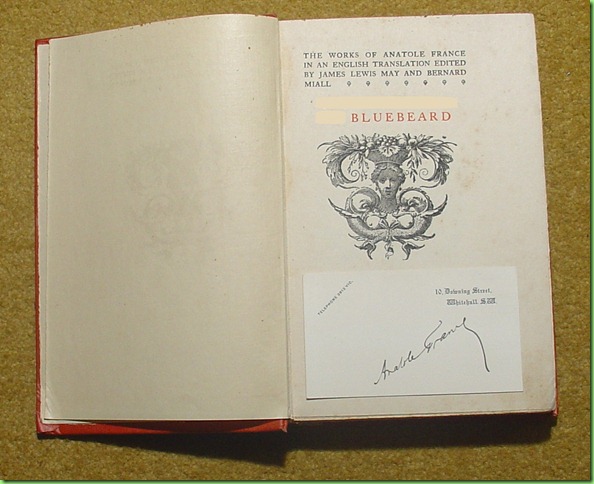 THE WORKS OF ANATOLE FRANCE
IN AN ENGLISH TRANSLATION EDITED
BY JAMES LEWIS MAY AND BERNARD
MIALL
BLUEBEARD
10, Downing Street,
Whitehall. S.W.
Anatole France